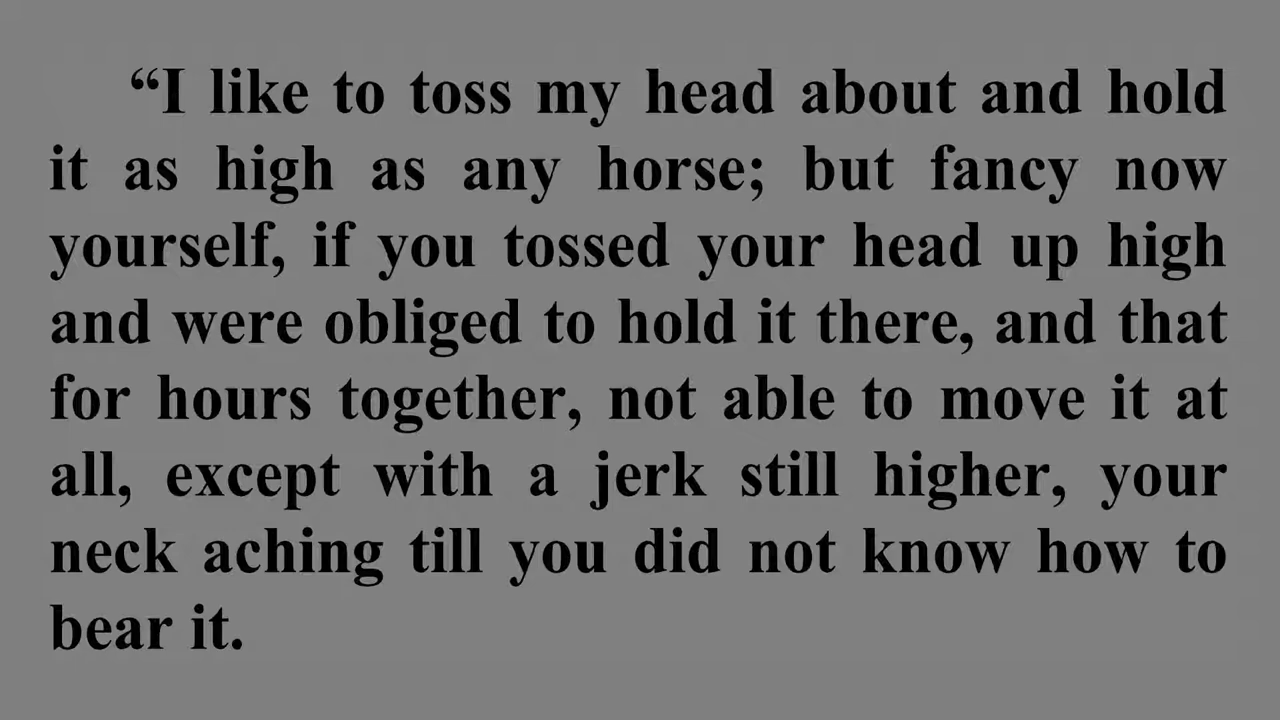 “I like to toss my head about and hold
it as high as any horse; but fancy now
yourself, if you tossed your head up high
and were obliged to hold it there, and that
for hours together, not able to move it at
all, except with a jerk still higher, your
neck aching till you did not know how to
bear it.